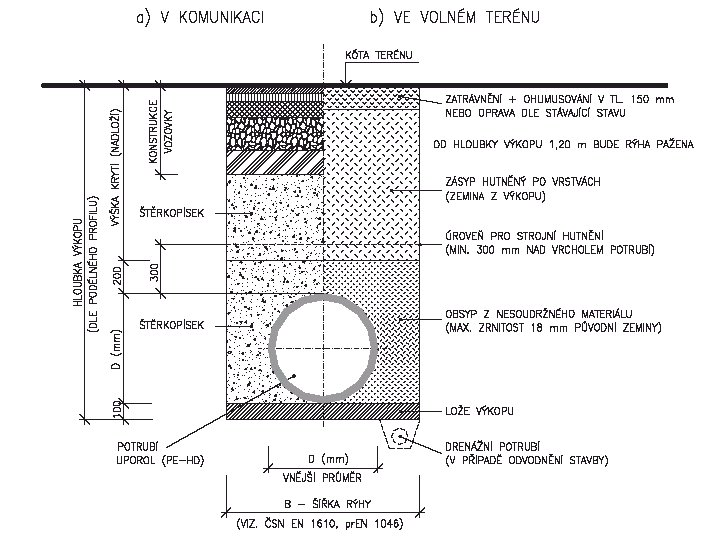 a) V KOMUNIKACI
b) VE VOLNÉM TERÉNU
KÓTA TERÉNU
ZATRÁVNĚNÍ + OHUMUSOVÁNÍ V TL. 150 mm
NEBO OPRAVA DLE STÁVAJÍCÍ STAVU
OD HLOUBKY VÝKOPU 1,20 m BUDE RÝHA PAŽENA
ZÁSYP HUTNĚNÝ PO VRSTVÁCH
(ZEMINA Z VÝKOPU)
ÚROVEŇ PRO STROJNÍ HUTNĚNÍ
(MIN. 300 mm NAD VRCHOLEM POTRUBÍ)
OBSYP Z NESOUDRŽNÉHO MATERIÁLU
(MAX. ZRNITOST 18 mm PŮVODNÍ ZEMINY)
LOŽE VÝKOPU
DRENÁŽNÍ POTRUBÍ
(V PŘÍPADĚ ODVODNĚNÍ STAVBY)
HLOUBKA VÝKOPU
(DLE PODÉLNÉHO PROFILU)
VÝŠKA KRYTÍ (NADLOŽÍ)
KONSTRUKCE
VOZOVKY
ŠTĚRKOPÍSEK
200
300
ŠTĚRKOPÍSEK
D (mm)
100
POTRUBÍ
UPOROL (PE-HD)
D (mm)
VNĚJŠÍ PRŮMĚR
B - ŠÍŘKA RÝHY
(VIZ. ČSN EN 1610, prEN 1046)